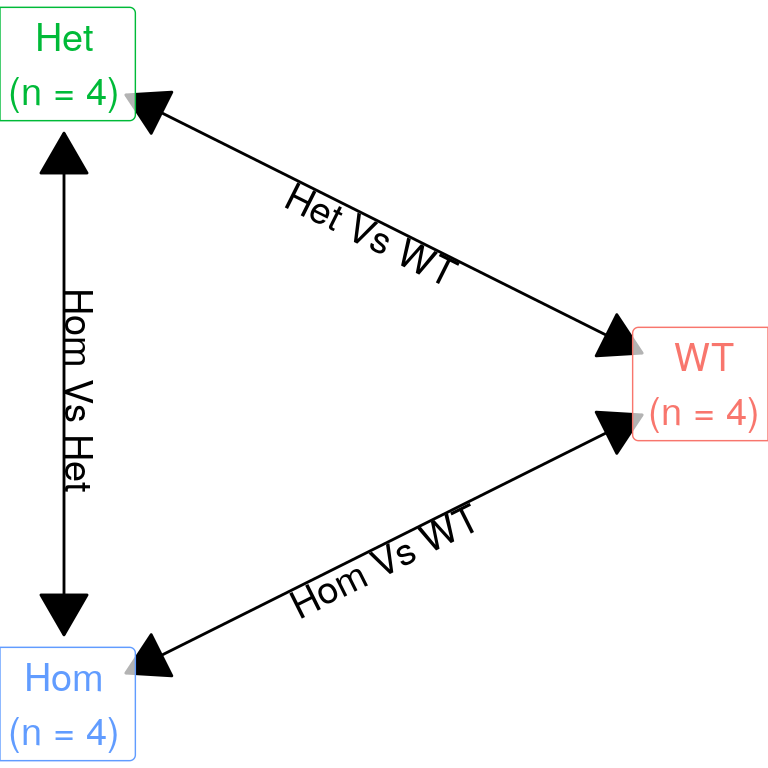 Het
(n = 4)
Het Vs WT
Hom Vs Het
WT
(n = 4)
Hom Vs WT
Hom
(n = 4)